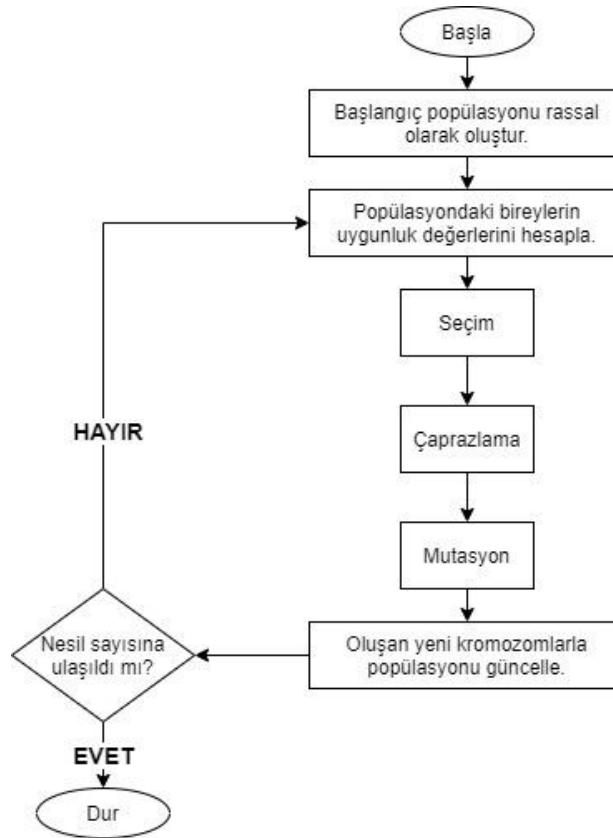 Başla
Başlangıç popülasyonu rassal
olarak oluştur.
Popülasyondaki bireylerin
uygunluk değerlerini hesapla.
Seçim
HAYIR
Çaprazlama
Mutasyon
Nesil sayısına
ulaşıldı mı?
Oluşan yeni kromozomlarla
popülasyonu güncelle.
EVET
Dur